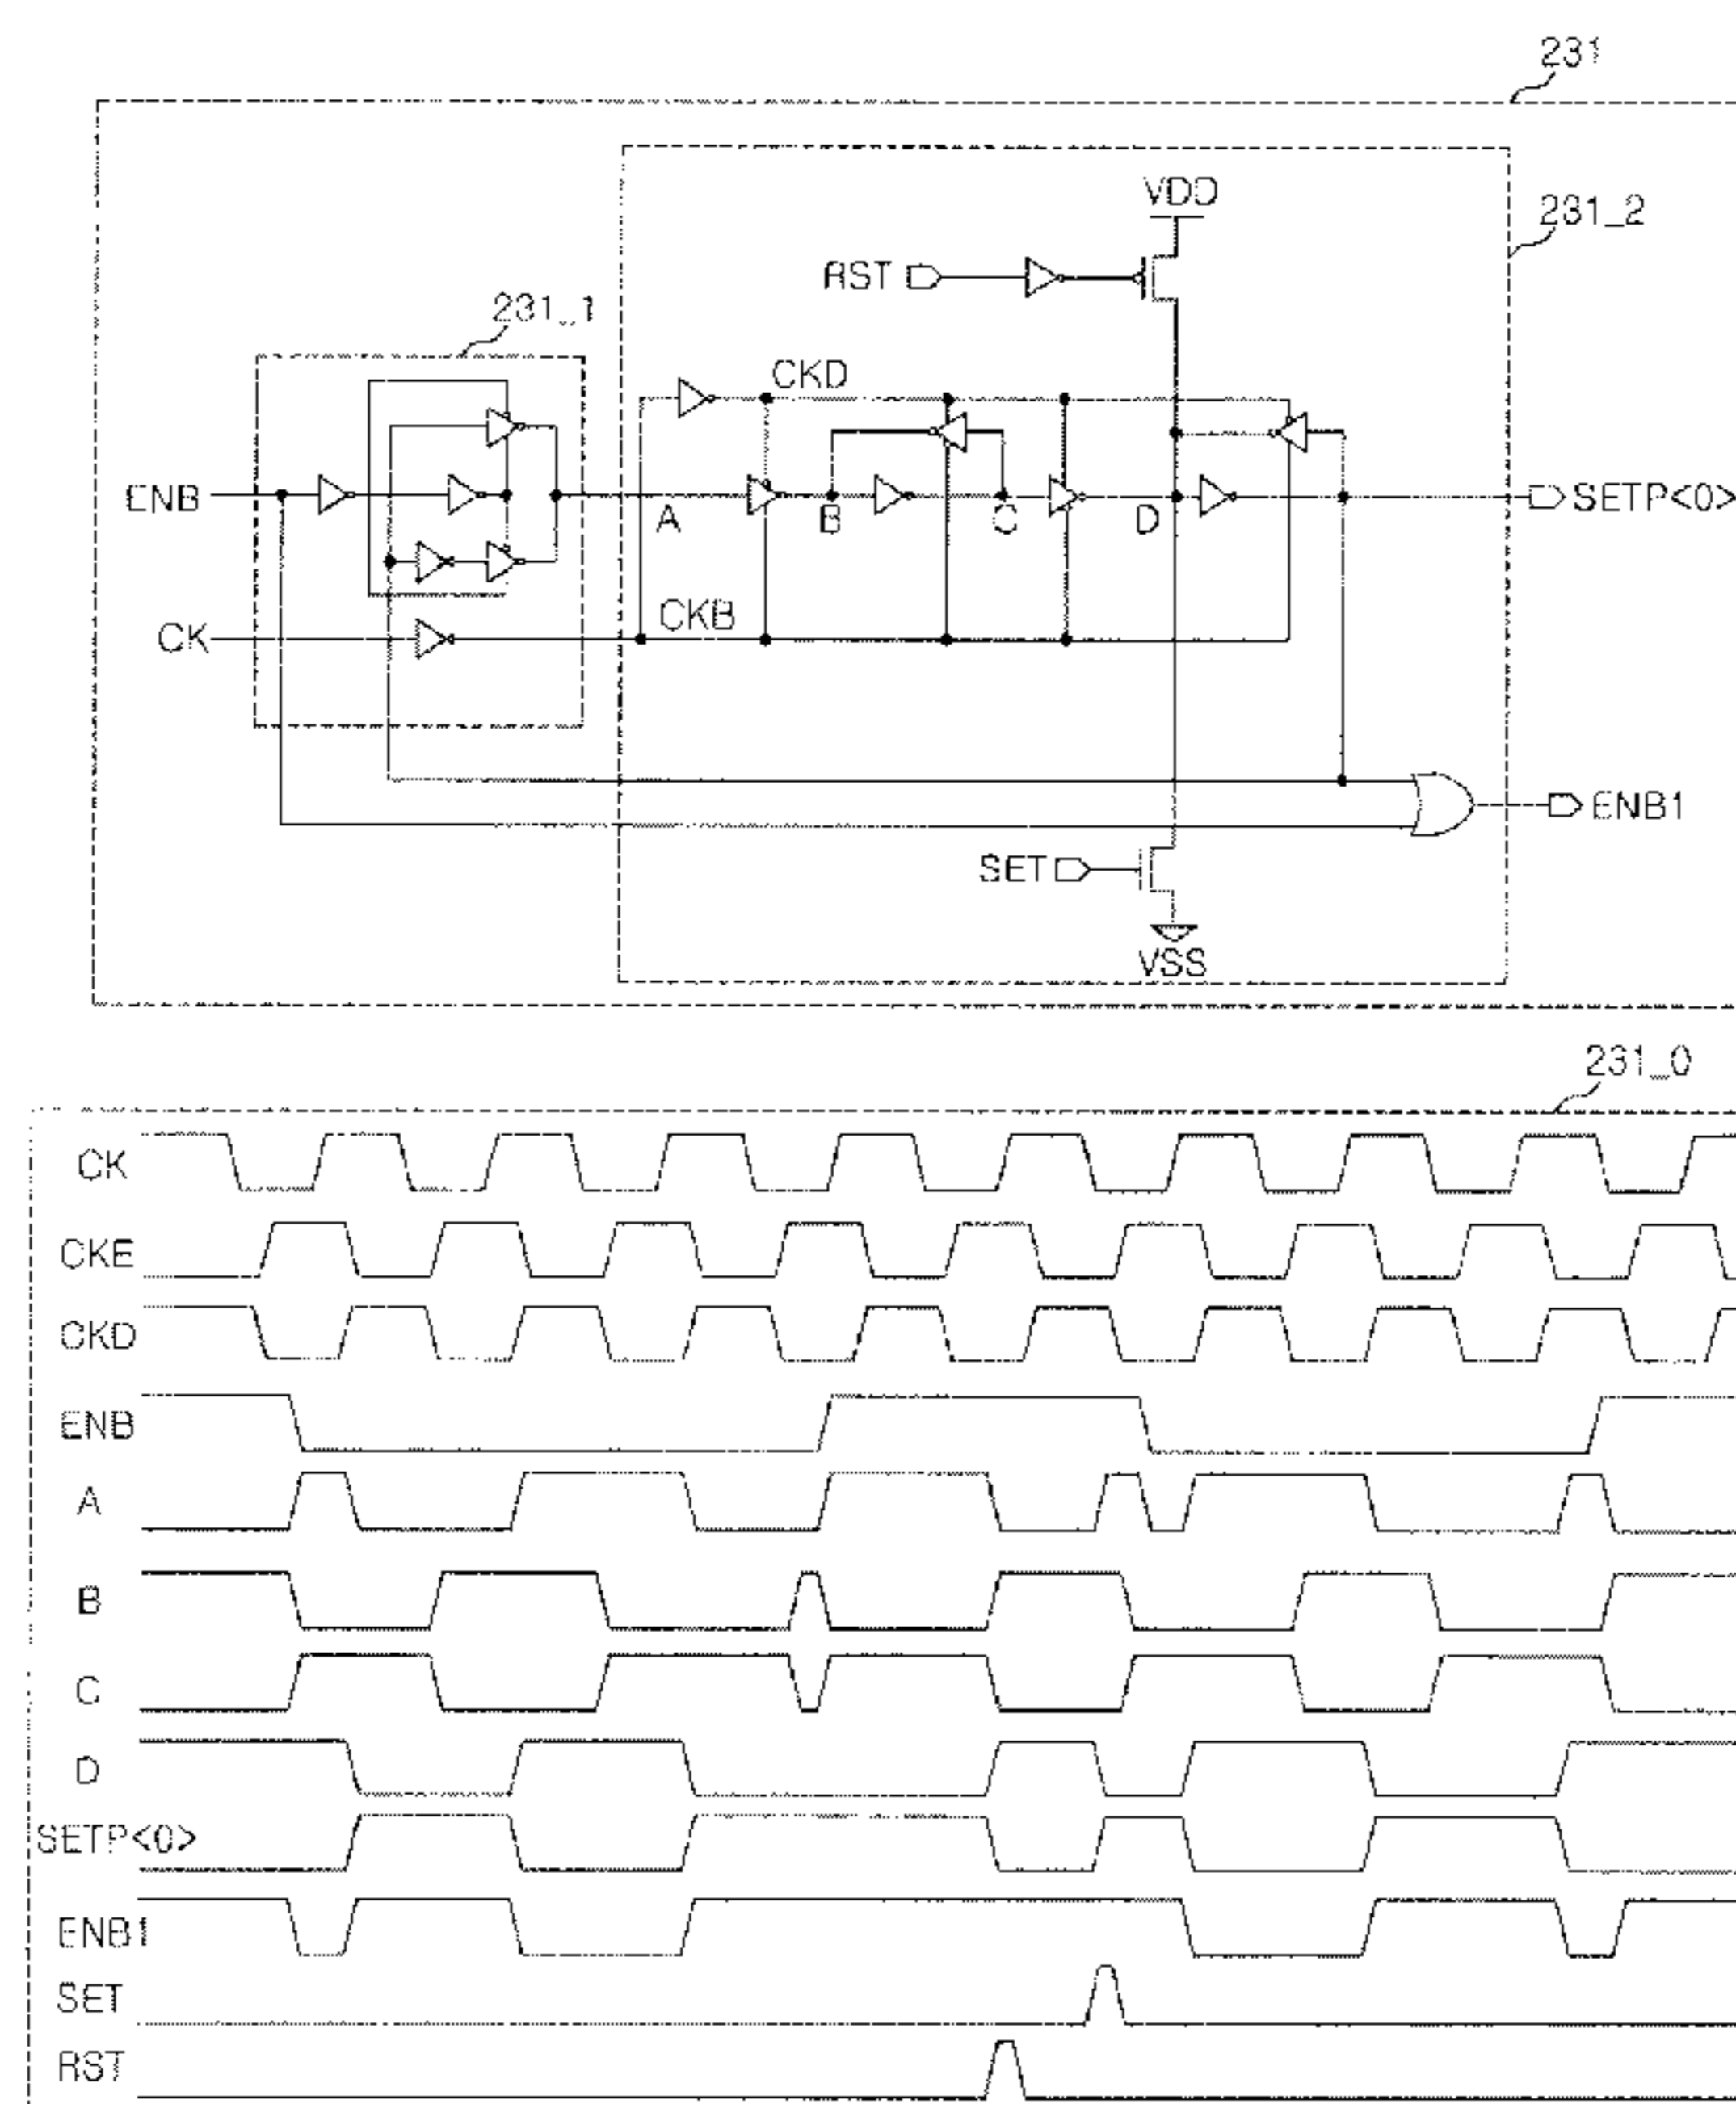 231
VDD
231_2
RST
231_1
CKD
ENB
A
B
C
D
SETP<0>
CKB
CK
ENB1
SET
VSS
231_0
CK
CKE
CKD
ENB
A
B
C
D
SETP<0>
ENB1
SET
RST